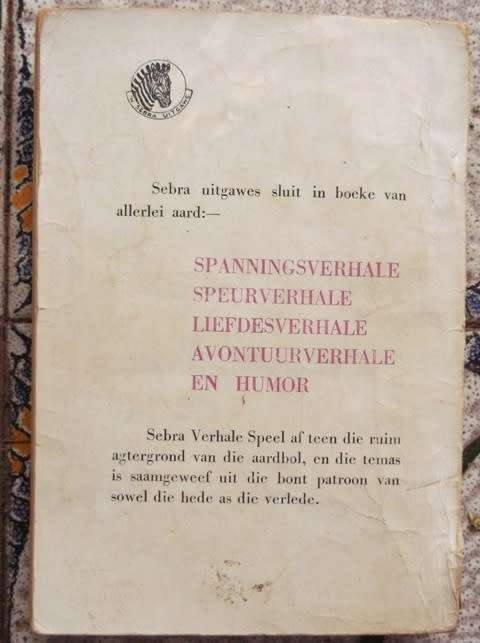 'N SEBRA UITGAWE
Sebra uitgawes sluit in boeke van
allerlei aard:—
SPANNINGSVERHALE
SPEURVERHALE
LIEFDESVERHALE
AVONTUURVERHALE
EN HUMOR
Sebra Verhale Speel af teen die ruim
agtergrond van die aardbol, en die temas
is saamgeweef uit die bont patroon van
sowel die hede as die verlede.